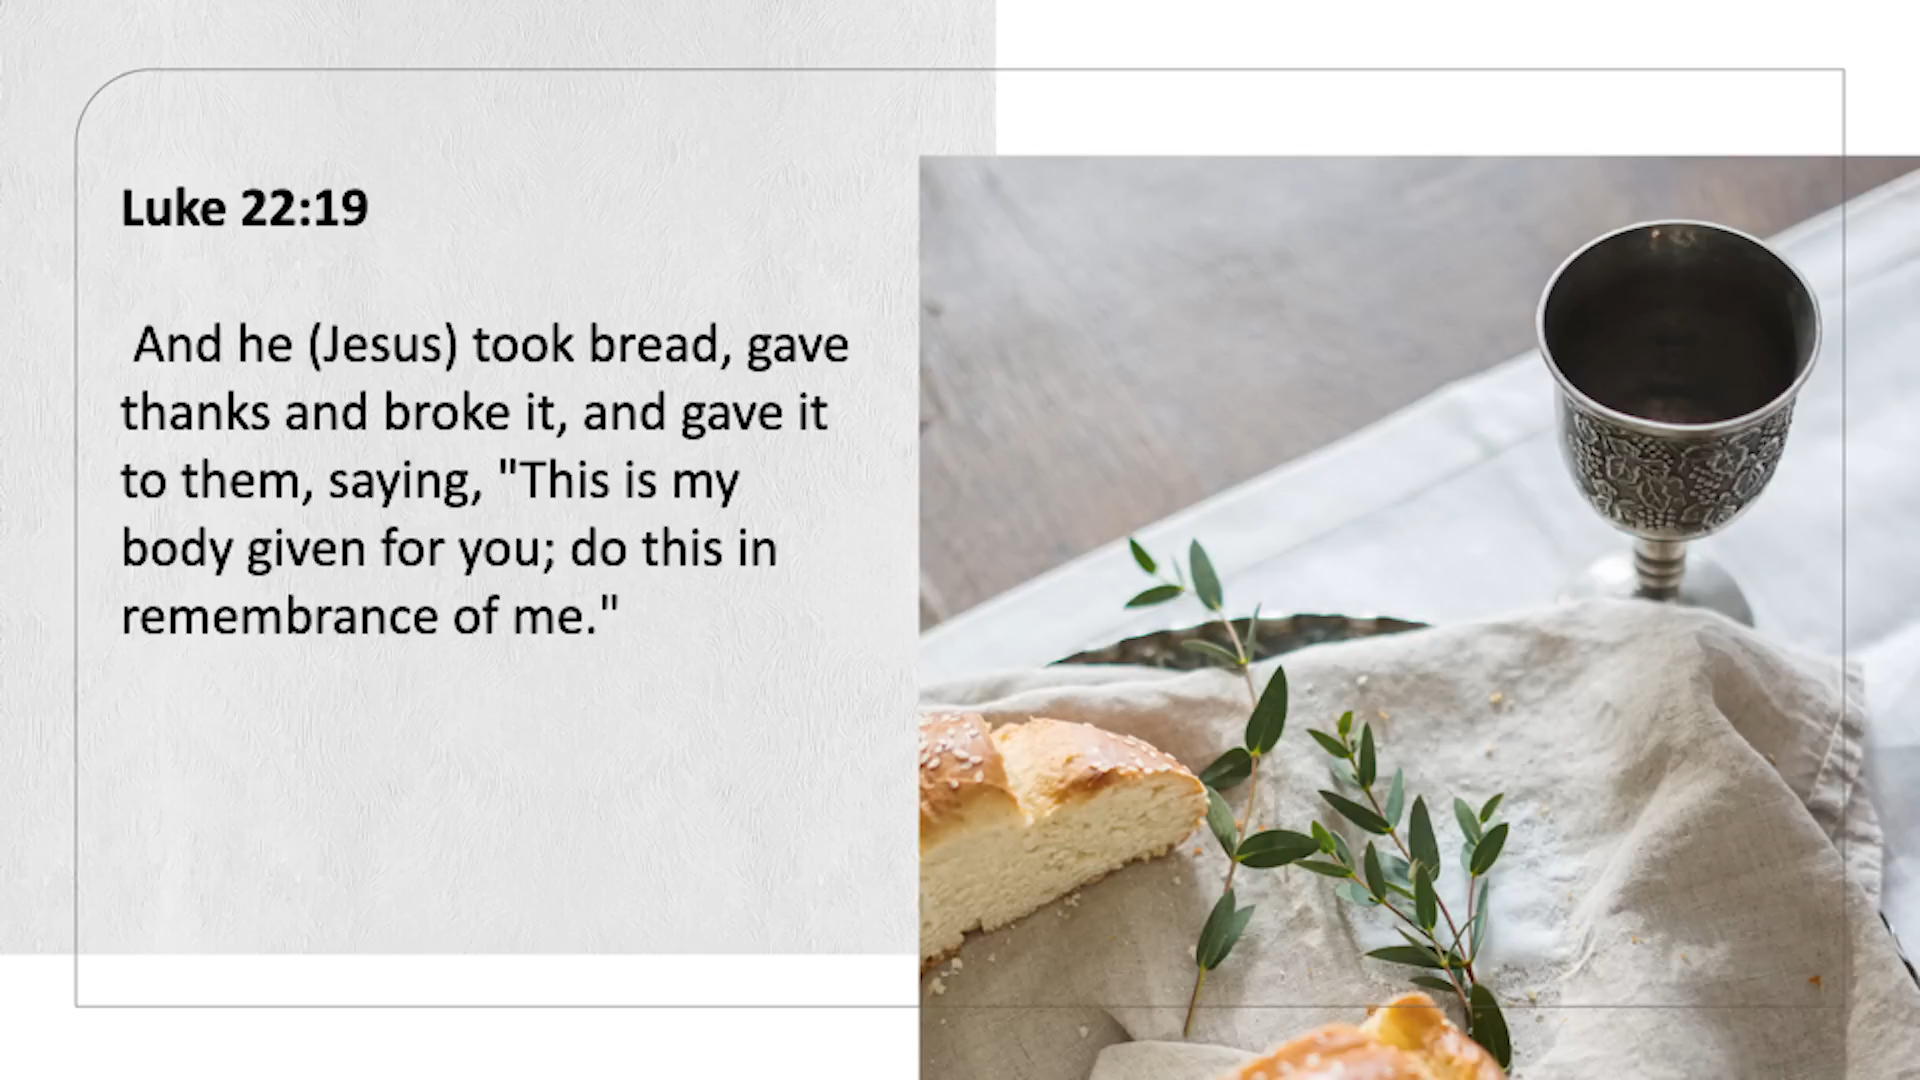 Luke 22:19
And he (Jesus) took bread, gave
thanks and broke it, and gave it
to them, saying, "This is my
body given for you; do this in
remembrance of me."